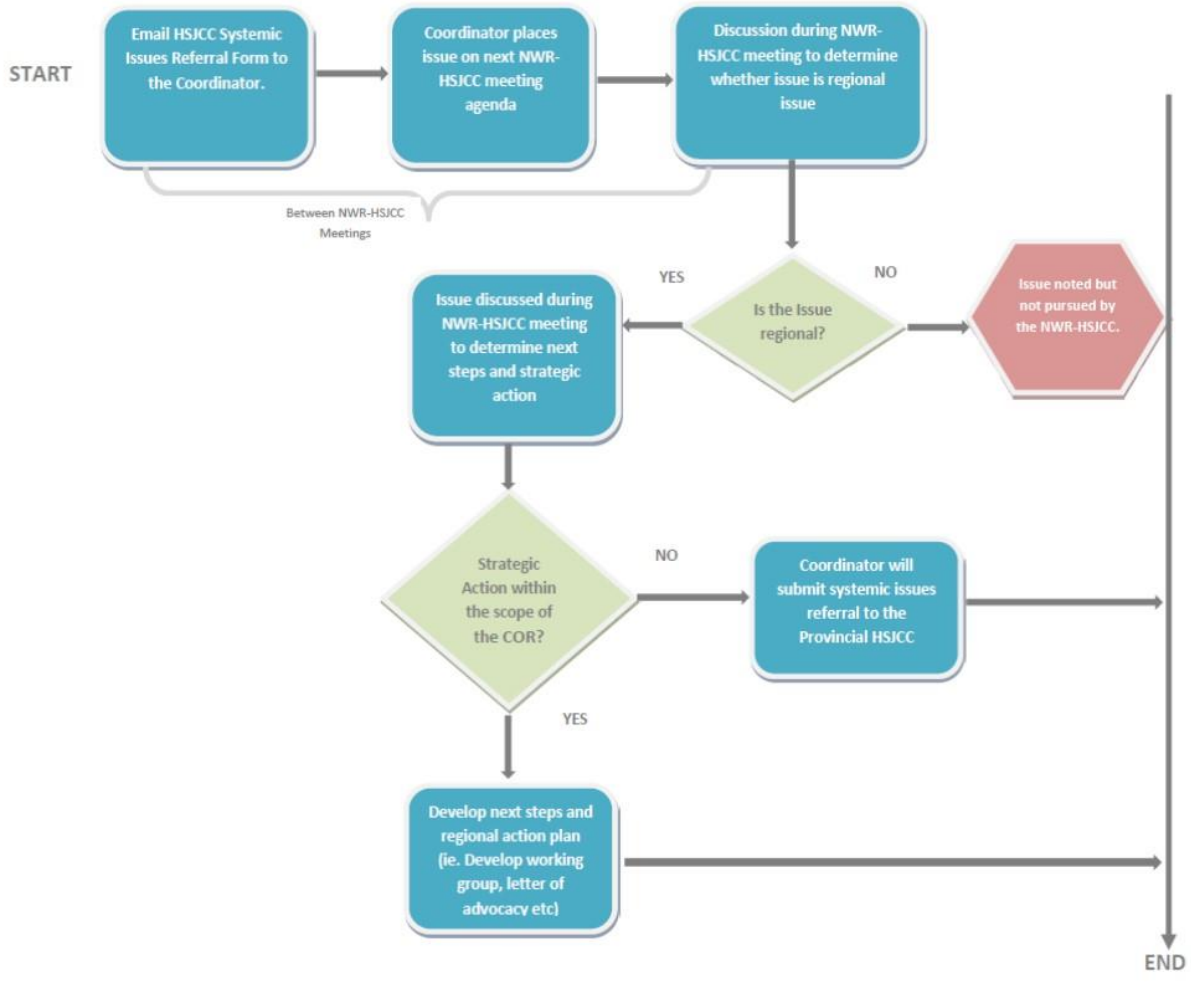 START
Email HSJCC Systemic
Issues Referral Form to
the Coordinator.
Coordinator places
issue on next NWR-
HSJCC meeting
agenda
Discussion during NWR-
HSJCC meeting to determine
whether issue is regional
issue
Between NWR-HSJCC
Meetings
Is the Issue
regional?
YES
NO
Issue noted but
not pursued by
the NWR-HSJCC.
Issue discussed during
NWR-HSJCC meeting
to determine next
steps and strategic
action
Strategic
Action within
the scope of
the COR?
NO
Coordinator will
submit systemic issues
referral to the
Provincial HSJCC
YES
Develop next steps and
regional action plan
(ie. Develop working
group, letter of
advocacy etc)
END